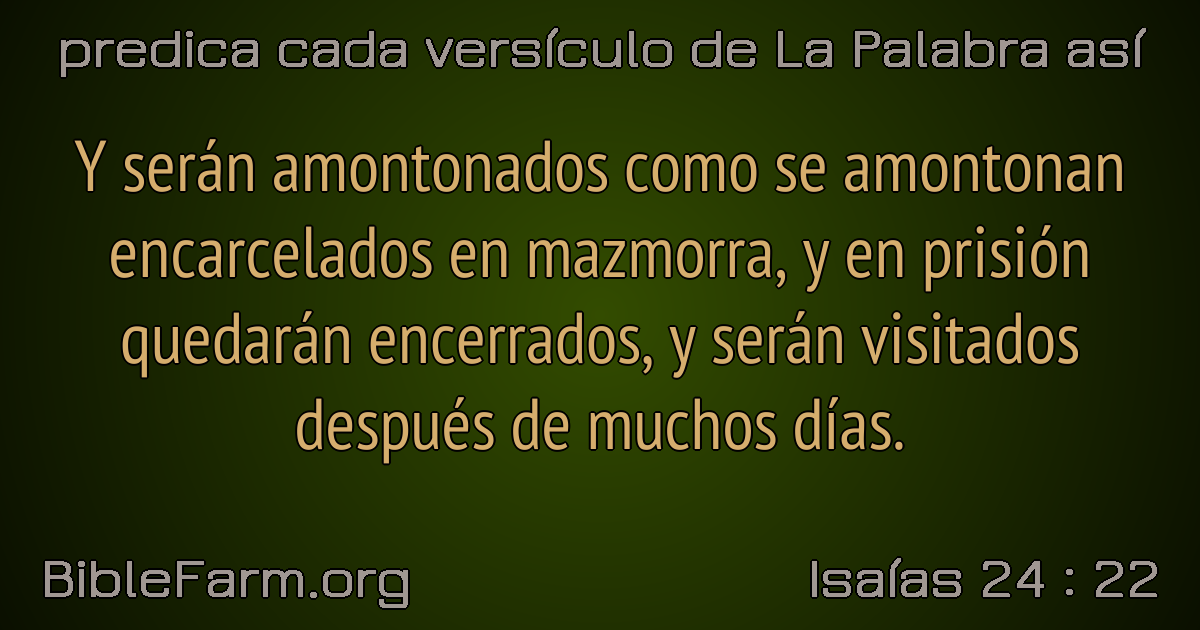 predica cada versículo de La Palabra así
Y serán amontonados como se amontonan
encarcelados en mazmorra, y en prisión
quedarán encerrados, y serán visitados
después de muchos días.
BibleFarm.org
Isaías 24 : 22